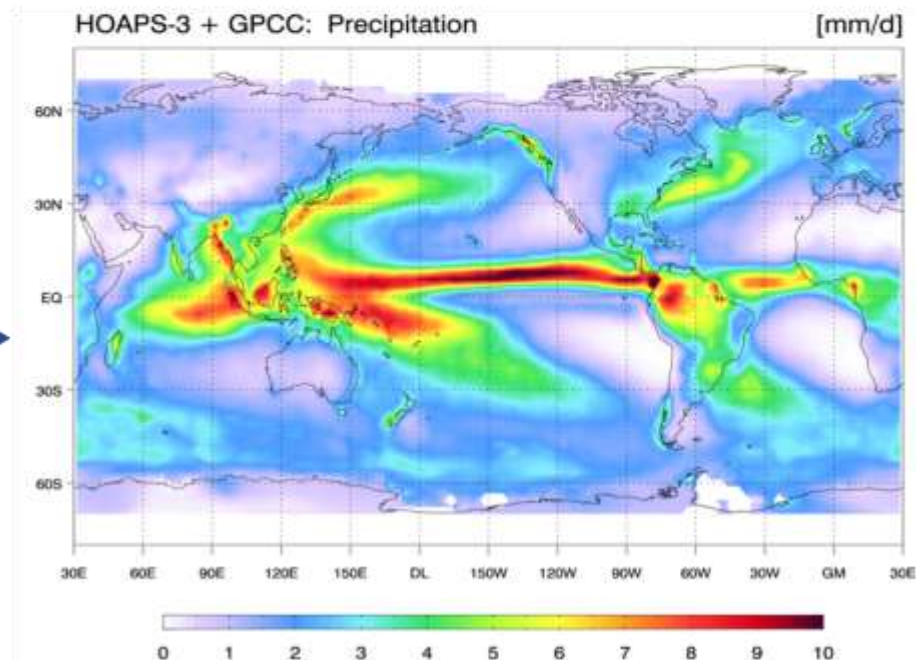 HOAPS-3 + GPCC: Precipitation [mm/d]
60N
30N
EQ
30S
60S
30E 60E 90E 120E 150E DL 150W 120W 90W 60W 30W GM 30E
0 1 2 3 4 5 6 7 8 9 10